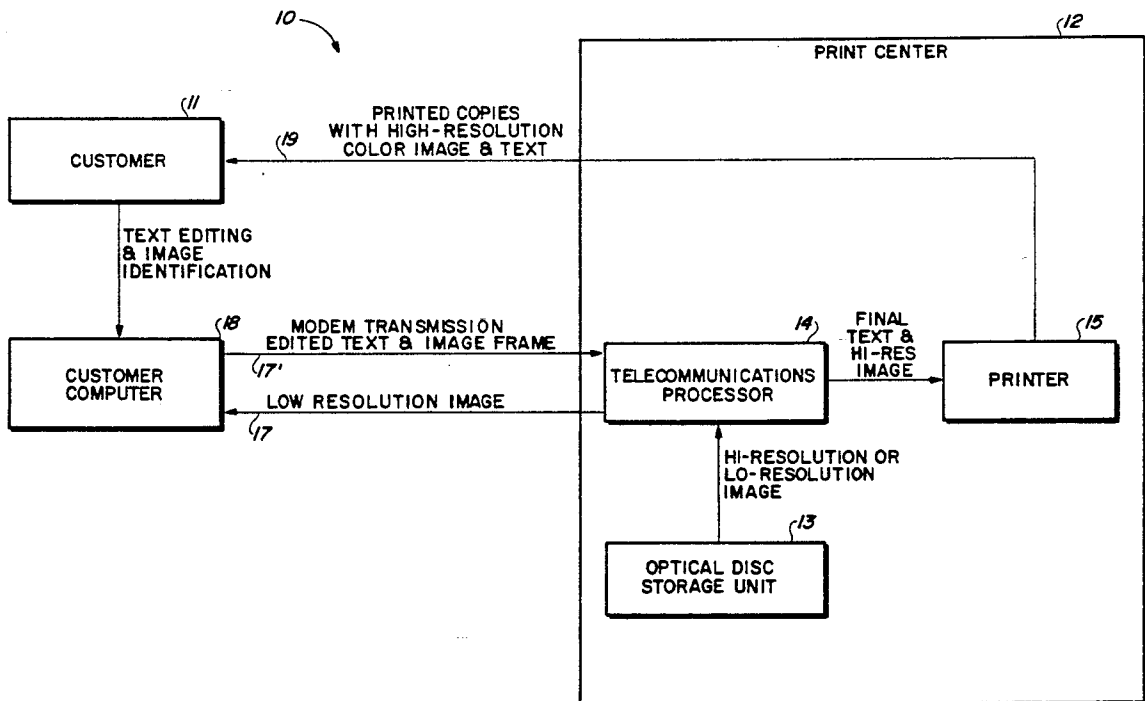 10
12
PRINT CENTER
11
CUSTOMER
19
PRINTED COPIES
WITH HIGH-RESOLUTION
COLOR IMAGE & TEXT
TEXT EDITING
& IMAGE
IDENTIFICATION
18
CUSTOMER
COMPUTER
MODEM TRANSMISSION
EDITED TEXT & IMAGE FRAME
17'
LOW RESOLUTION IMAGE
17
14
TELECOMMUNICATIONS
PROCESSOR
FINAL
TEXT &
HI-RES
IMAGE
15
PRINTER
HI-RESOLUTION OR
LO-RESOLUTION
IMAGE
13
OPTICAL DISC
STORAGE UNIT